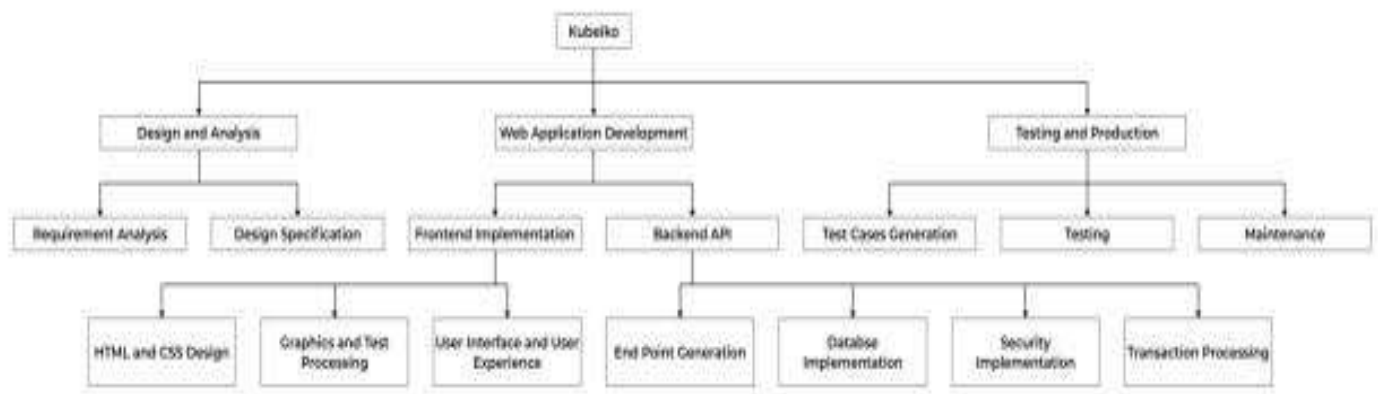 Kubeiko
Design and Analysis
Web Application Development
Testing and Production
Requirement Analysis
Design Specification
Frontend Implementation
Backend API
Test Cases Generation
Testing
Maintenance
HTML and CSS Design
Graphics and Test
Processing
User Interface and User
Experience
End Point Generation
Databse
Implementation
Security
Implementation
Transaction Processing